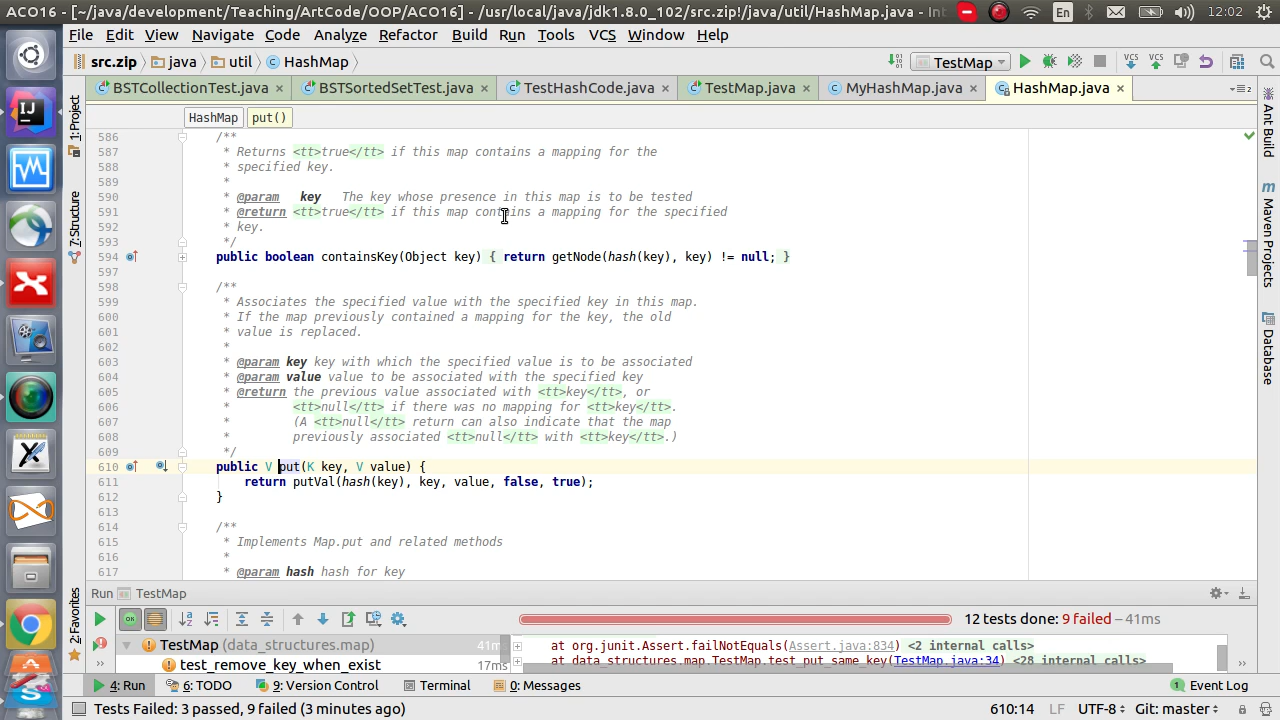 ACO16 - [~/java/development/Teaching/ArtCode/OOP/ACO16] - /usr/local/java/jdk1.8.0_102/src.zip!/java/util/HashMap.java - Int
En
12:02
File Edit View Navigate Code Analyze Refactor Build Run Tools VCS Window Help
src.zip java util HashMap
TestMap
VCS VCS
BSTCollectionTest.java × BSTSortedSetTest.java × TestHashCode.java × TestMap.java × MyHashMap.java × HashMap.java ×
HashMap put()
586 /**
587 * Returns <tt>true</tt> if this map contains a mapping for the
588 * specified key.
589 *
590 * @param key The key whose presence in this map is to be tested
591 * @return <tt>true</tt> if this map contains a mapping for the specified
592 * key.
593 */
594 public boolean containsKey(Object key) { return getNode(hash(key), key) != null; }
597
598 /**
599 * Associates the specified value with the specified key in this map.
600 * If the map previously contained a mapping for the key, the old
601 * value is replaced.
602 *
603 * @param key key with which the specified value is to be associated
604 * @param value value to be associated with the specified key
605 * @return the previous value associated with <tt>key</tt>, or
606 * <tt>null</tt> if there was no mapping for <tt>key</tt>.
607 * (A <tt>null</tt> return can also indicate that the map
608 * previously associated <tt>null</tt> with <tt>key</tt>.)
609 */
610 public V put(K key, V value) {
611 return putVal(hash(key), key, value, false, true);
612 }
613
614 /**
615 * Implements Map.put and related methods
616 *
617 * @param hash hash for key
1: Project
7: Structure
2: Favorites
Ant Build
Maven Projects
Database
Run TestMap
12 tests done: 9 failed – 41ms
TestMap (data_structures.map) 41ms
test_remove_key_when_exist 17ms
at org.junit.Assert.failNotEquals(Assert.java:834) <2 internal calls>
at data_structures.map.TestMap.test_put_same_key(TestMap.java:34) <28 internal calls>
4: Run 6: TODO 9: Version Control Terminal 0: Messages Event Log
Tests Failed: 3 passed, 9 failed (3 minutes ago) 610:14 LF UTF-8 Git: master